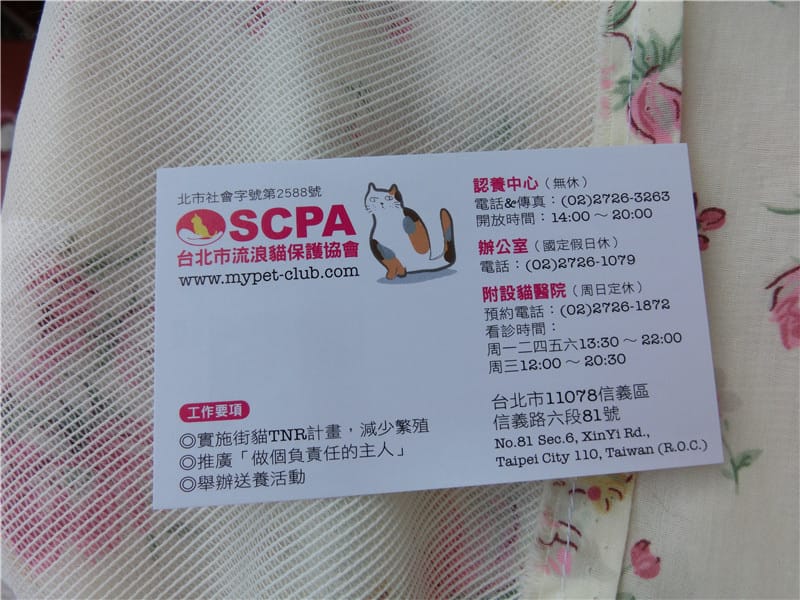 北市社會字號第2588號
SCPA
台北市流浪貓保護協會
www.mypet-club.com
工作要項
◎實施街貓TNR計畫，減少繁殖
◎推廣「做個負責任的主人」
◎舉辦送養活動
認養中心（無休）
電話&傳真：(02)2726-3263
開放時間：14:00～20:00
辦公室（國定假日休）
電話：(02)2726-1079
附設貓醫院（周日定休）
預約電話：(02)2726-1872
看診時間：
周一二四五六13:30～22:00
周三12:00～20:30
台北市11078信義區
信義路六段81號
No.81 Sec.6, XinYi Rd.,
Taipei City 110, Taiwan (R.O.C.)